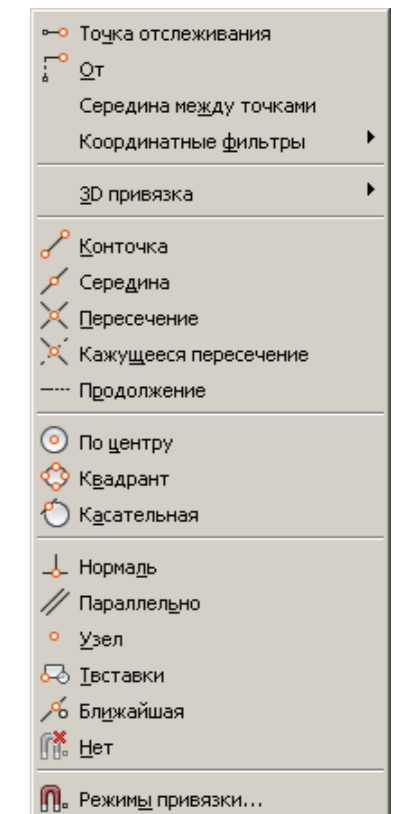 Точка отслеживания
От
Середина между точками
Координатные фильтры
3D привязка
Конточка
Середина
Пересечение
Кажущееся пересечение
Продолжение
По центру
Квадрант
Касательная
Нормаль
Параллельно
Узел
Твставки
Ближайшая
Нет
Режимы привязки...